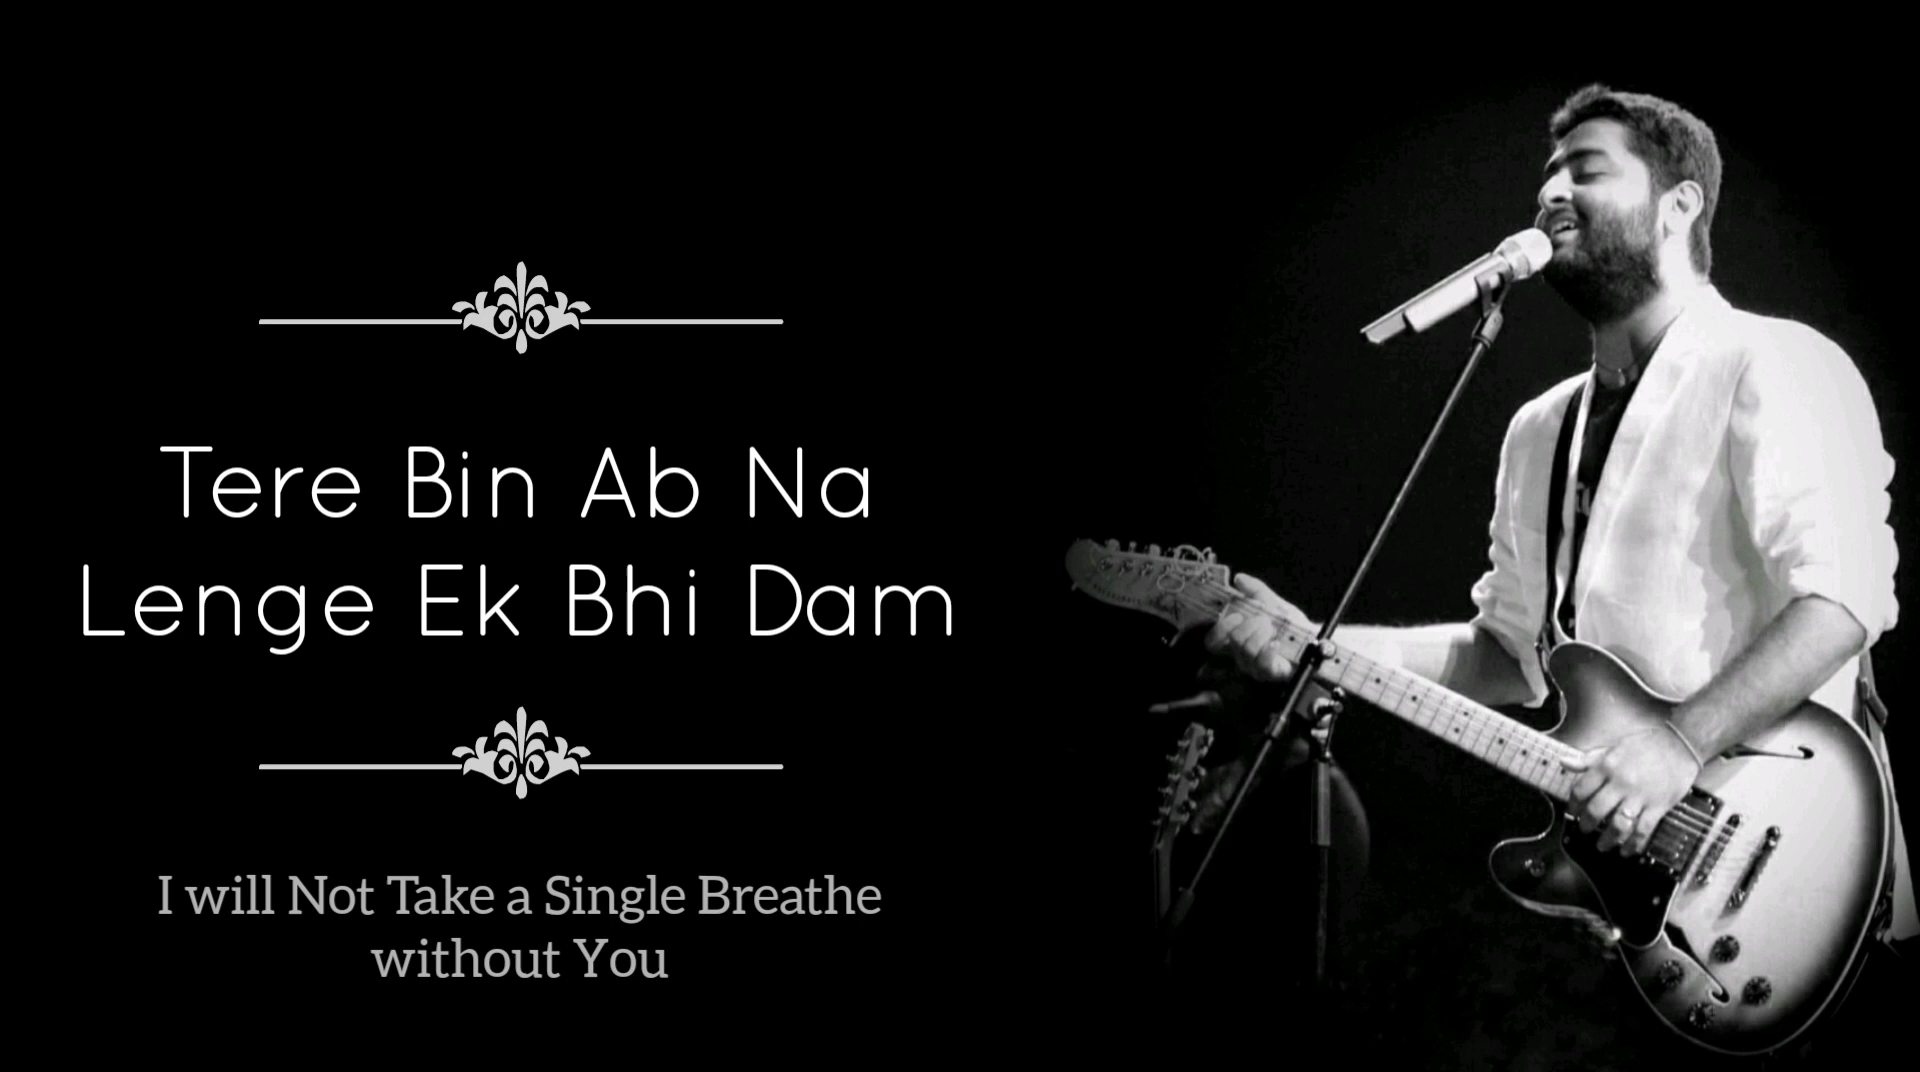 Tere Bin Ab Na
Lenge Ek Bhi Dam
I will Not Take a Single Breathe
without You